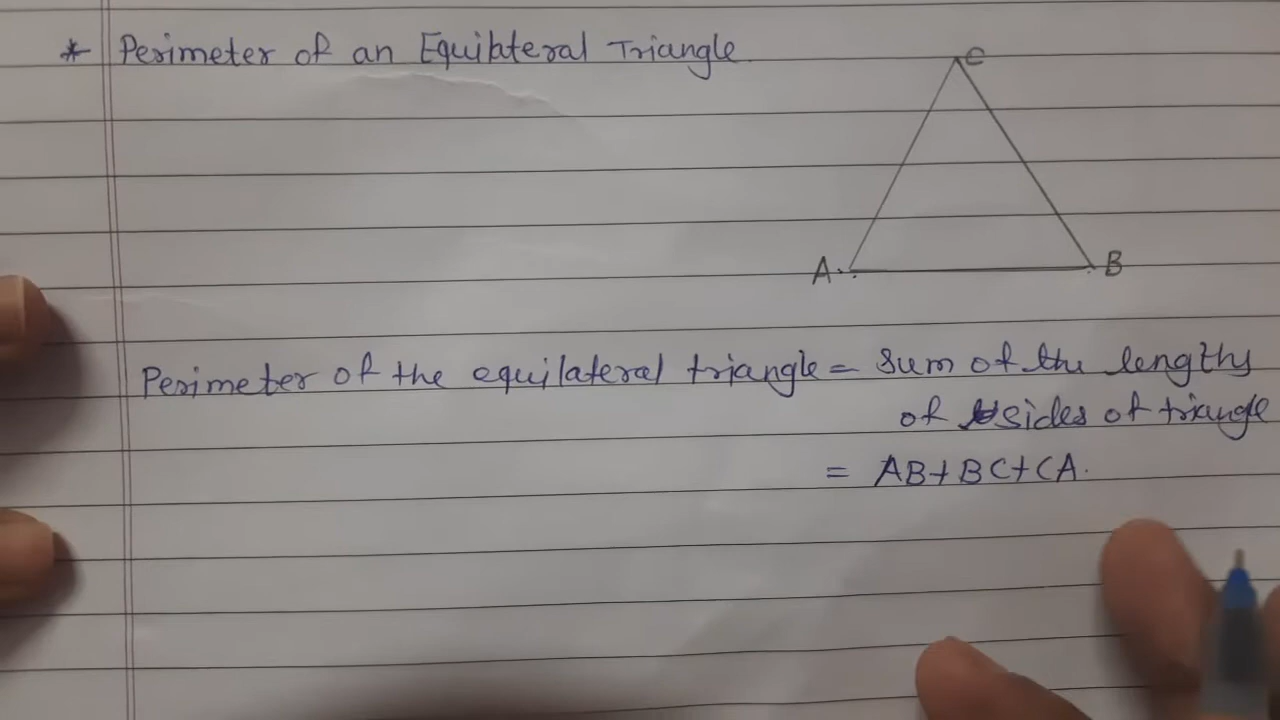 * Perimeter of an Equilateral Triangle
C
A
B
Perimeter of the equilateral triangle = Sum of the lengths
of sides of triangle
= AB+BC+CA.